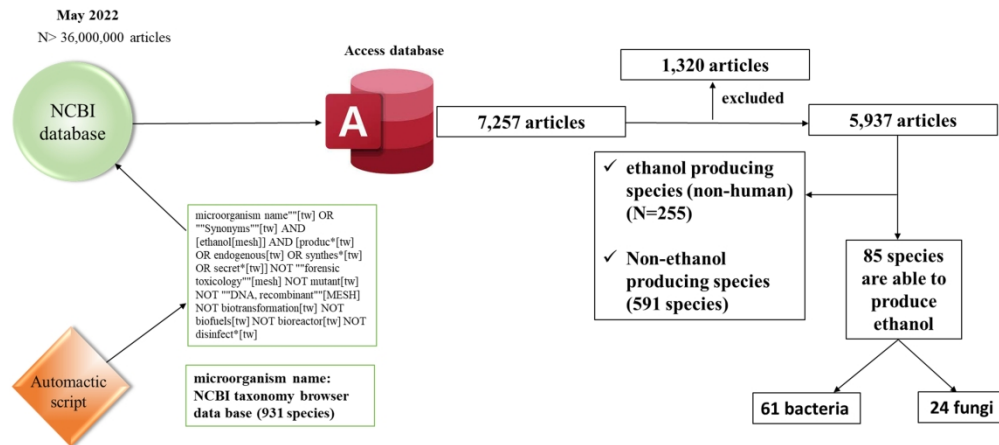 May 2022
N> 36,000,000 articles
NCBI
database
Access database
A
7,257 articles
1,320 articles
excluded
5,937 articles
✓ ethanol producing
species (non-human)
(N=255)
✓ Non-ethanol
producing species
(591 species)
microorganism name""[tw] OR
""Synonyms""[tw] AND
[ethanol[mesh]] AND [produc*[tw]
OR endogenous[tw] OR synthes*[tw]
OR secret*[tw]] NOT ""forensic
toxicology""[mesh] NOT mutant[tw]
NOT ""DNA, recombinant""[MESH]
NOT biotransformation[tw] NOT
biofuels[tw] NOT bioreactor[tw] NOT
disinfect*[tw]
85 species
are able to
produce
ethanol
Automactic
script
microorganism name:
NCBI taxonomy browser
data base (931 species)
61 bacteria
24 fungi